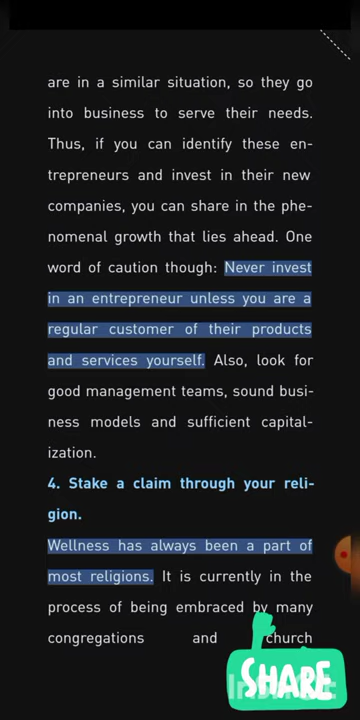 are in a similar situation, so they go
into business to serve their needs.
Thus, if you can identify these en-
trepreneurs and invest in their new
companies, you can share in the phe-
nomenal growth that lies ahead. One
word of caution though: Never invest
in an entrepreneur unless you are a
regular customer of their products
and services yourself. Also, look for
good management teams, sound busi-
ness models and sufficient capital-
ization.
4. Stake a claim through your reli-
gion.
Wellness has always been a part of
most religions. It is currently in the
process of being embraced by many
congregations and church
SHARE